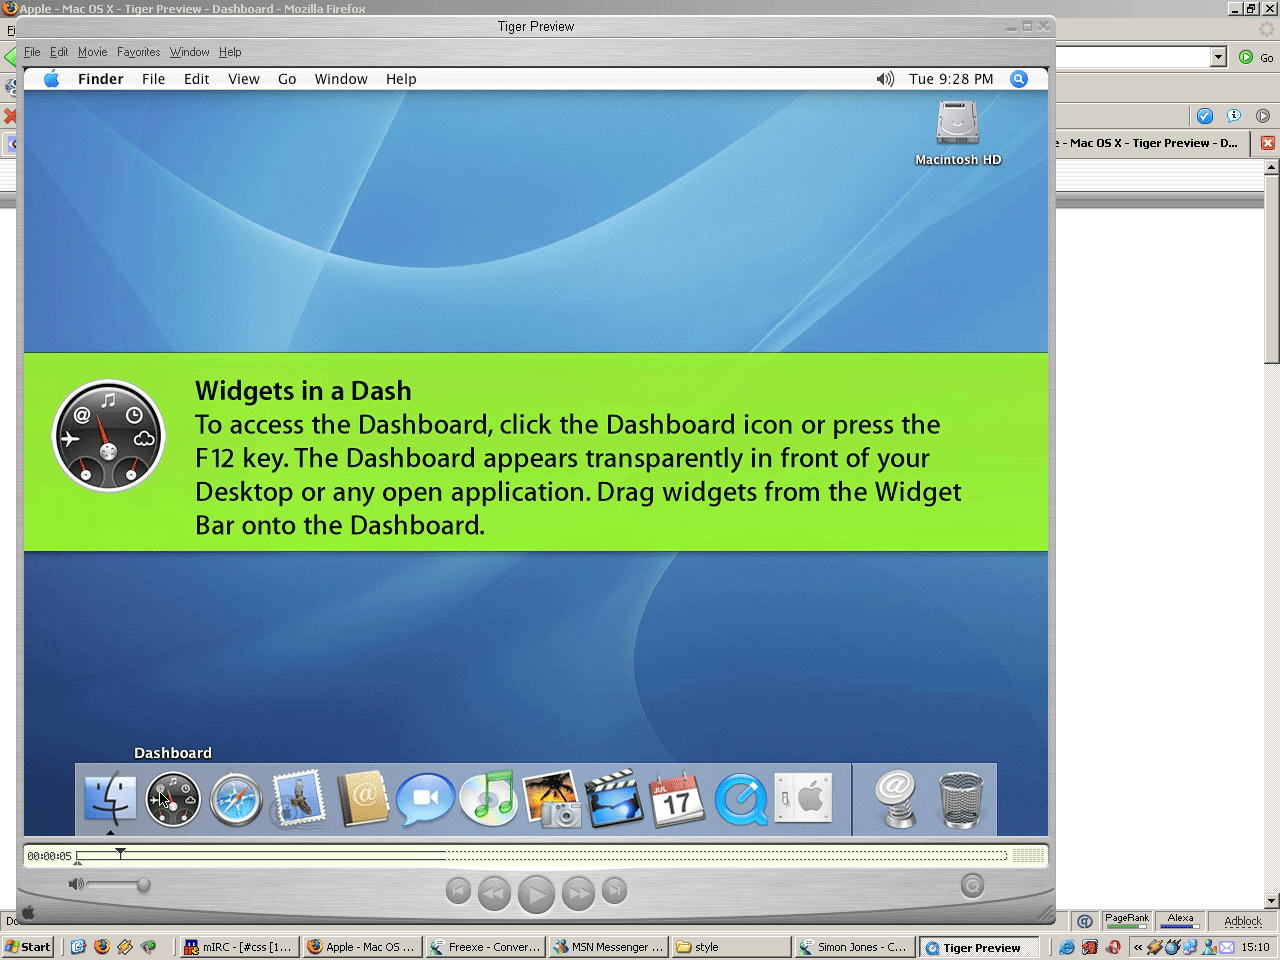 Apple - Mac OS X - Tiger Preview - Dashboard - Mozilla Firefox
Tiger Preview
File Edit Movie Favorites Window Help
Go
Finder File Edit View Go Window Help
Tue 9:28 PM
Macintosh HD
- Mac OS X - Tiger Preview - D...
Widgets in a Dash
To access the Dashboard, click the Dashboard icon or press the
F12 key. The Dashboard appears transparently in front of your
Desktop or any open application. Drag widgets from the Widget
Bar onto the Dashboard.
Dashboard
@
JUL
17
@
00:00:05
PageRank
Alexa
Adblock
Start
mIRC - [#css [1...
Apple - Mac OS ...
Freexe - Conver...
MSN Messenger ...
style
Simon Jones - C...
Tiger Preview
15:10